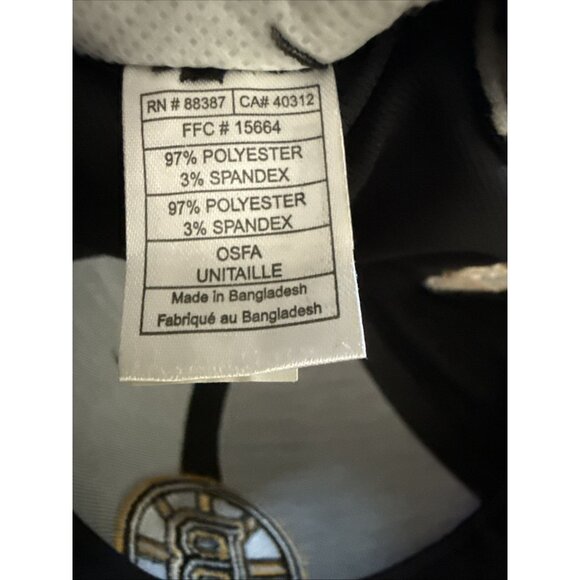 RN # 88387 CA# 40312
FFC # 15664
97% POLYESTER
3% SPANDEX
97% POLYESTER
3% SPANDEX
OSFA
UNITAILLE
Made in Bangladesh
Fabriqué au Bangladesh
B